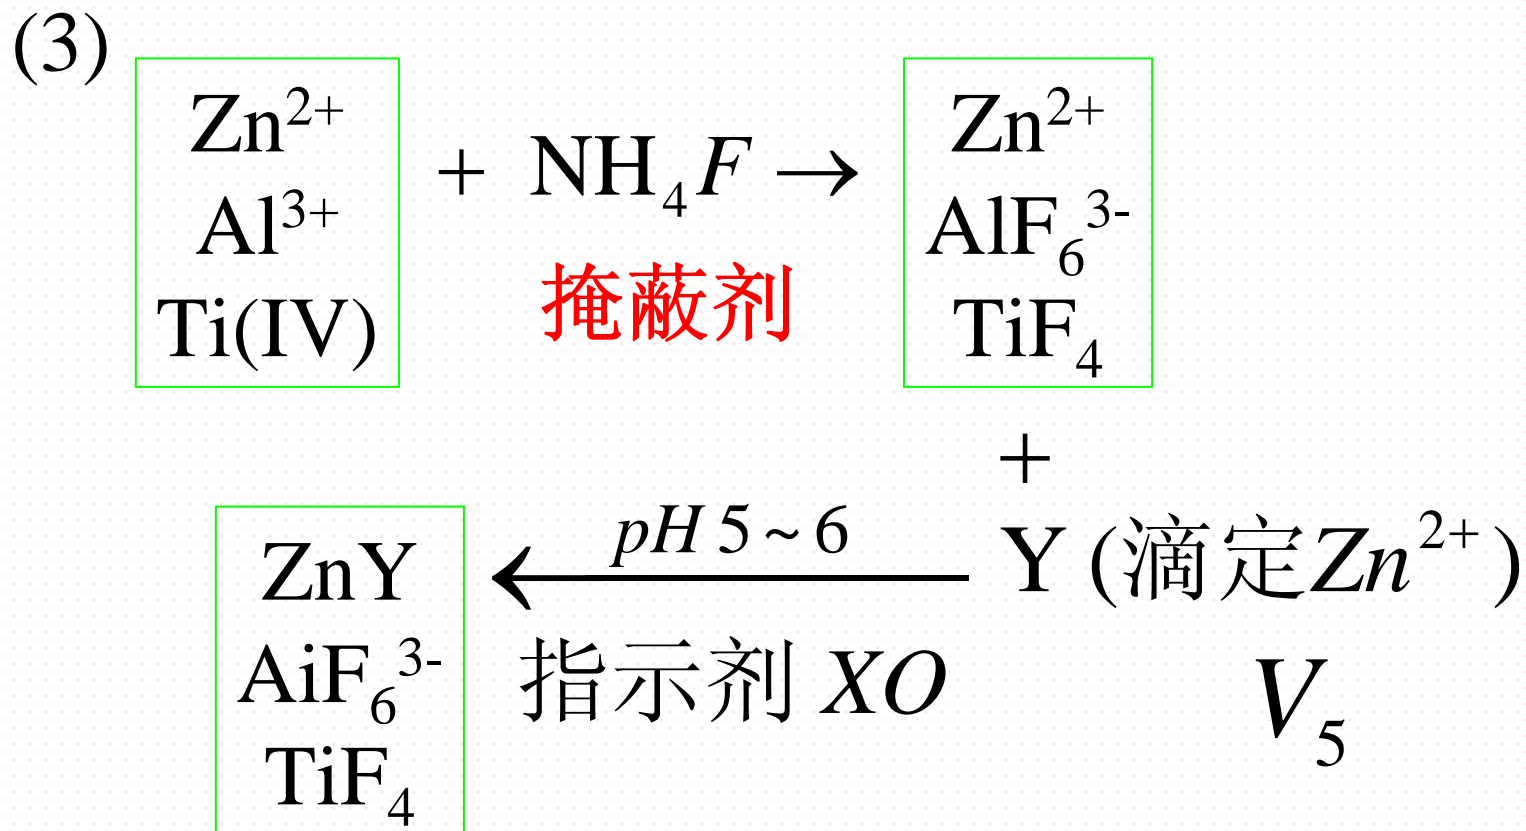 (3)
Zn²⁺
Al³⁺
Ti(IV)
+ NH₄F →
掩蔽剂
Zn²⁺
AlF₆³⁻
TiF₄
+
Y (滴定Zn²⁺)
V₅
pH 5 ~ 6
←
指示剂 XO
ZnY
AiF₆³⁻
TiF₄